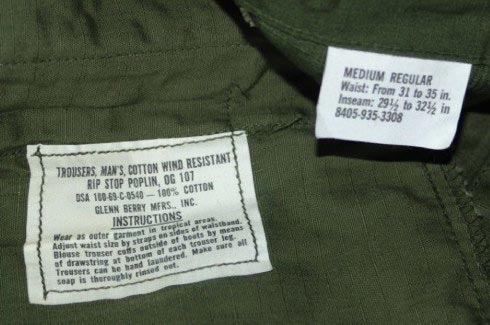 MEDIUM REGULAR
Waist: From 31 to 35 in.
Inseam: 29½ to 32½ in
8405-935-3308
TROUSERS, MAN'S, COTTON WIND RESISTANT
RIP STOP POPLIN, OG 107
DSA 100-69-C-0540 — 100% COTTON
GLENN BERRY MFRS., INC.
INSTRUCTIONS
Wear as outer garment in tropical areas.
Adjust waist size by straps on sides of waistband.
Blouse trouser cuffs outside of boots by means
of drawstring at bottom of each trouser leg.
Trousers can be hand laundered. Make sure all
soap is thoroughly rinsed out.